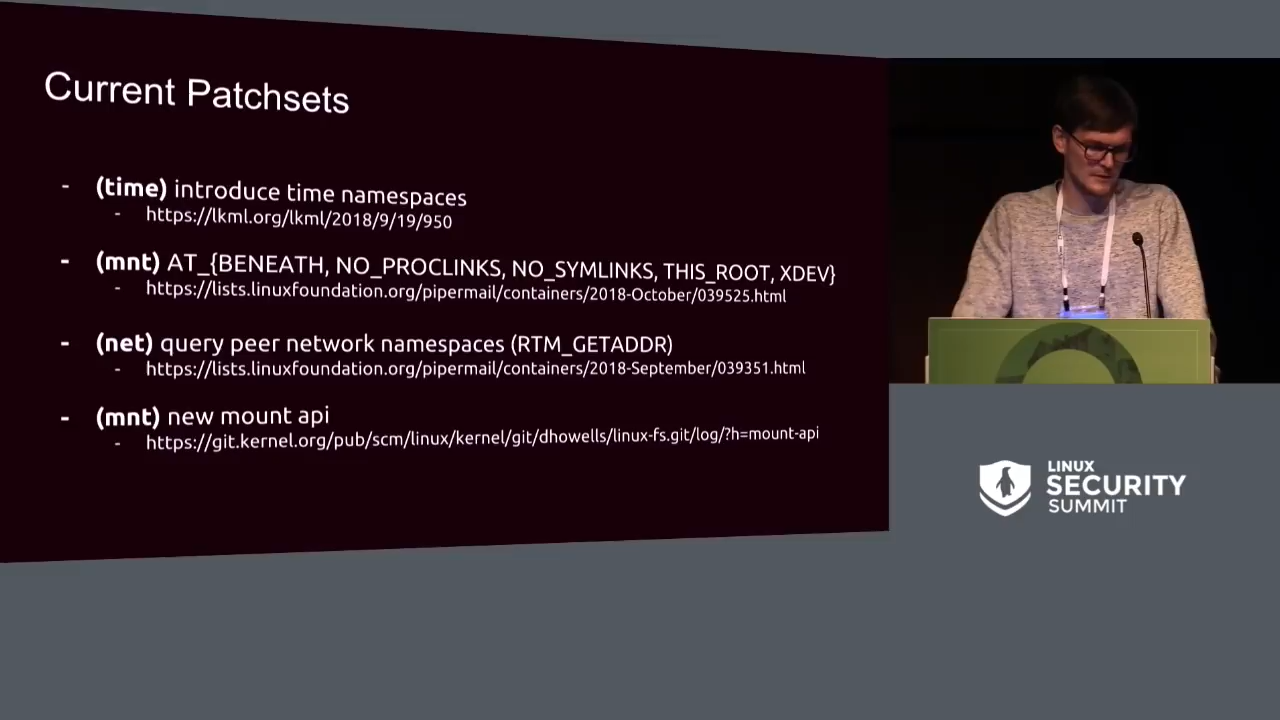 Current Patchsets
- (time) introduce time namespaces
- https://lkml.org/lkml/2018/9/19/950
- (mnt) AT_{BENEATH, NO_PROCLINKS, NO_SYMLINKS, THIS_ROOT, XDEV}
- https://lists.linuxfoundation.org/pipermail/containers/2018-October/039525.html
- (net) query peer network namespaces (RTM_GETADDR)
- https://lists.linuxfoundation.org/pipermail/containers/2018-September/039351.html
- (mnt) new mount api
- https://git.kernel.org/pub/scm/linux/kernel/git/dhowells/linux-fs.git/log/?h=mount-api
LINUX
SECURITY
SUMMIT